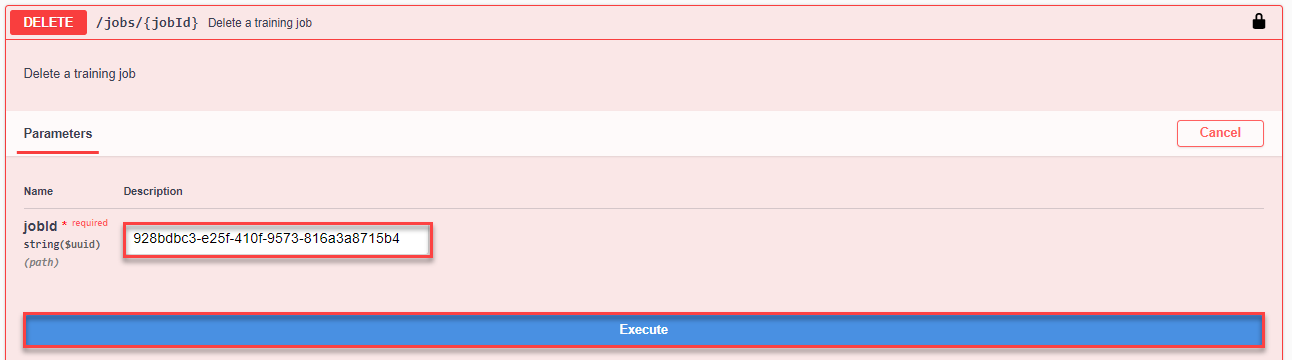 DELETE /jobs/{jobId} Delete a training job
Delete a training job
Parameters Cancel
Name Description
jobId * required
string($uuid)
(path)
928bdbc3-e25f-410f-9573-816a3a8715b4
Execute